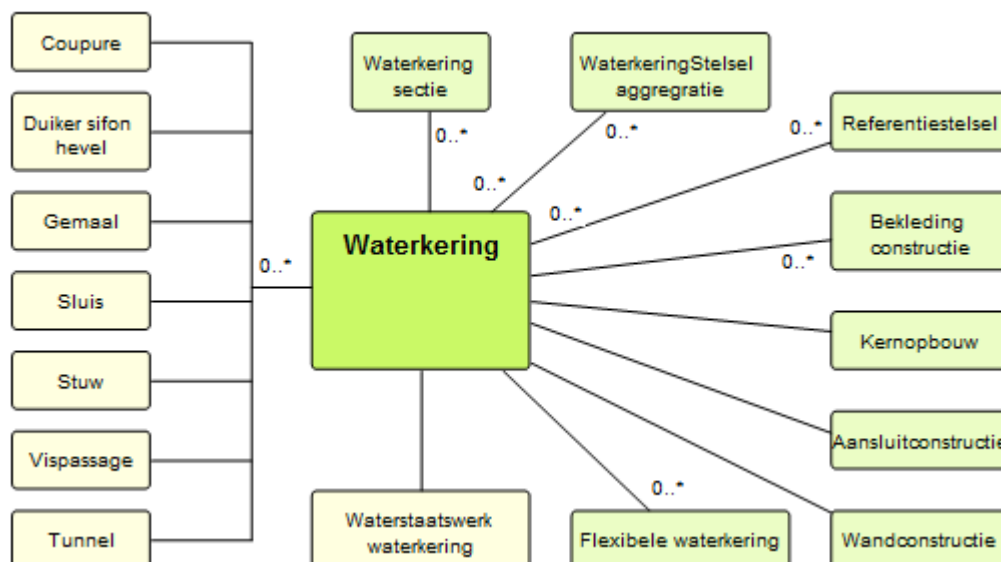 Coupure
Duiker sifon
hevel
Gemaal
Sluis
Stuw
Vispassage
Tunnel
0..*
Waterkering
sectie
0..*
WaterkeringStelsel
aggregratie
0..*
0..*
Waterkering
Referentiestelsel
0..*
0..*
Bekleding
constructie
0..*
Kernopbouw
Aansluitconstructie
Wandconstructie
0..*
Flexibele waterkering
Waterstaatswerk
waterkering